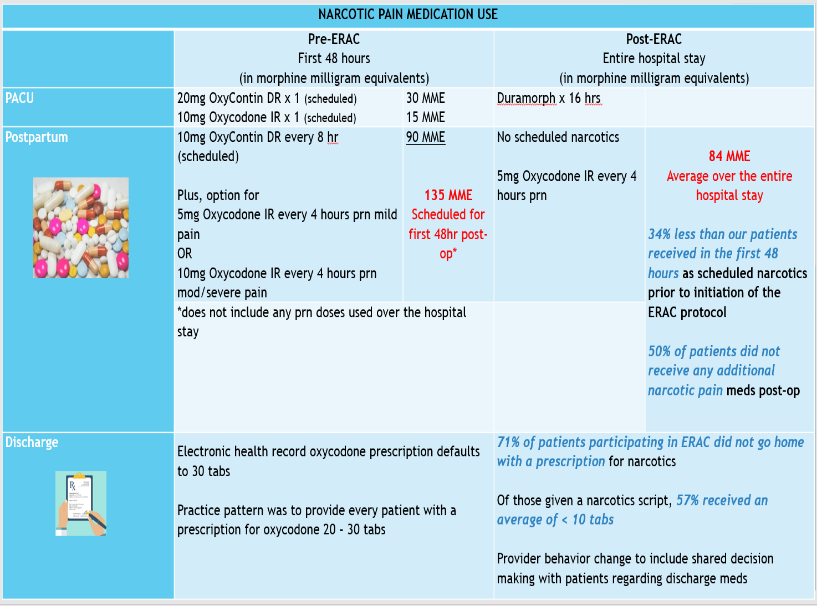 NARCOTIC PAIN MEDICATION USE
Pre-ERAC
First 48 hours
(in morphine milligram equivalents)
Post-ERAC
Entire hospital stay
(in morphine milligram equivalents)
PACU
20mg OxyContin DR x 1 (scheduled)
10mg Oxycodone IR x 1 (scheduled)
30 MME
15 MME
Duramorph x 16 hrs
Postpartum
10mg OxyContin DR every 8 hr
(scheduled)
Plus, option for
5mg Oxycodone IR every 4 hours prn mild
pain
OR
10mg Oxycodone IR every 4 hours prn
mod/severe pain
90 MME
135 MME
Scheduled for
first 48hr post-
op*
*does not include any prn doses used over the hospital
stay
No scheduled narcotics
5mg Oxycodone IR every 4
hours prn
84 MME
Average over the entire
hospital stay
34% less than our patients
received in the first 48
hours as scheduled narcotics
prior to initiation of the
ERAC protocol
50% of patients did not
receive any additional
narcotic pain meds post-op
Discharge
Electronic health record oxycodone prescription defaults
to 30 tabs
Practice pattern was to provide every patient with a
prescription for oxycodone 20 - 30 tabs
71% of patients participating in ERAC did not go home
with a prescription for narcotics
Of those given a narcotics script, 57% received an
average of < 10 tabs
Provider behavior change to include shared decision
making with patients regarding discharge meds